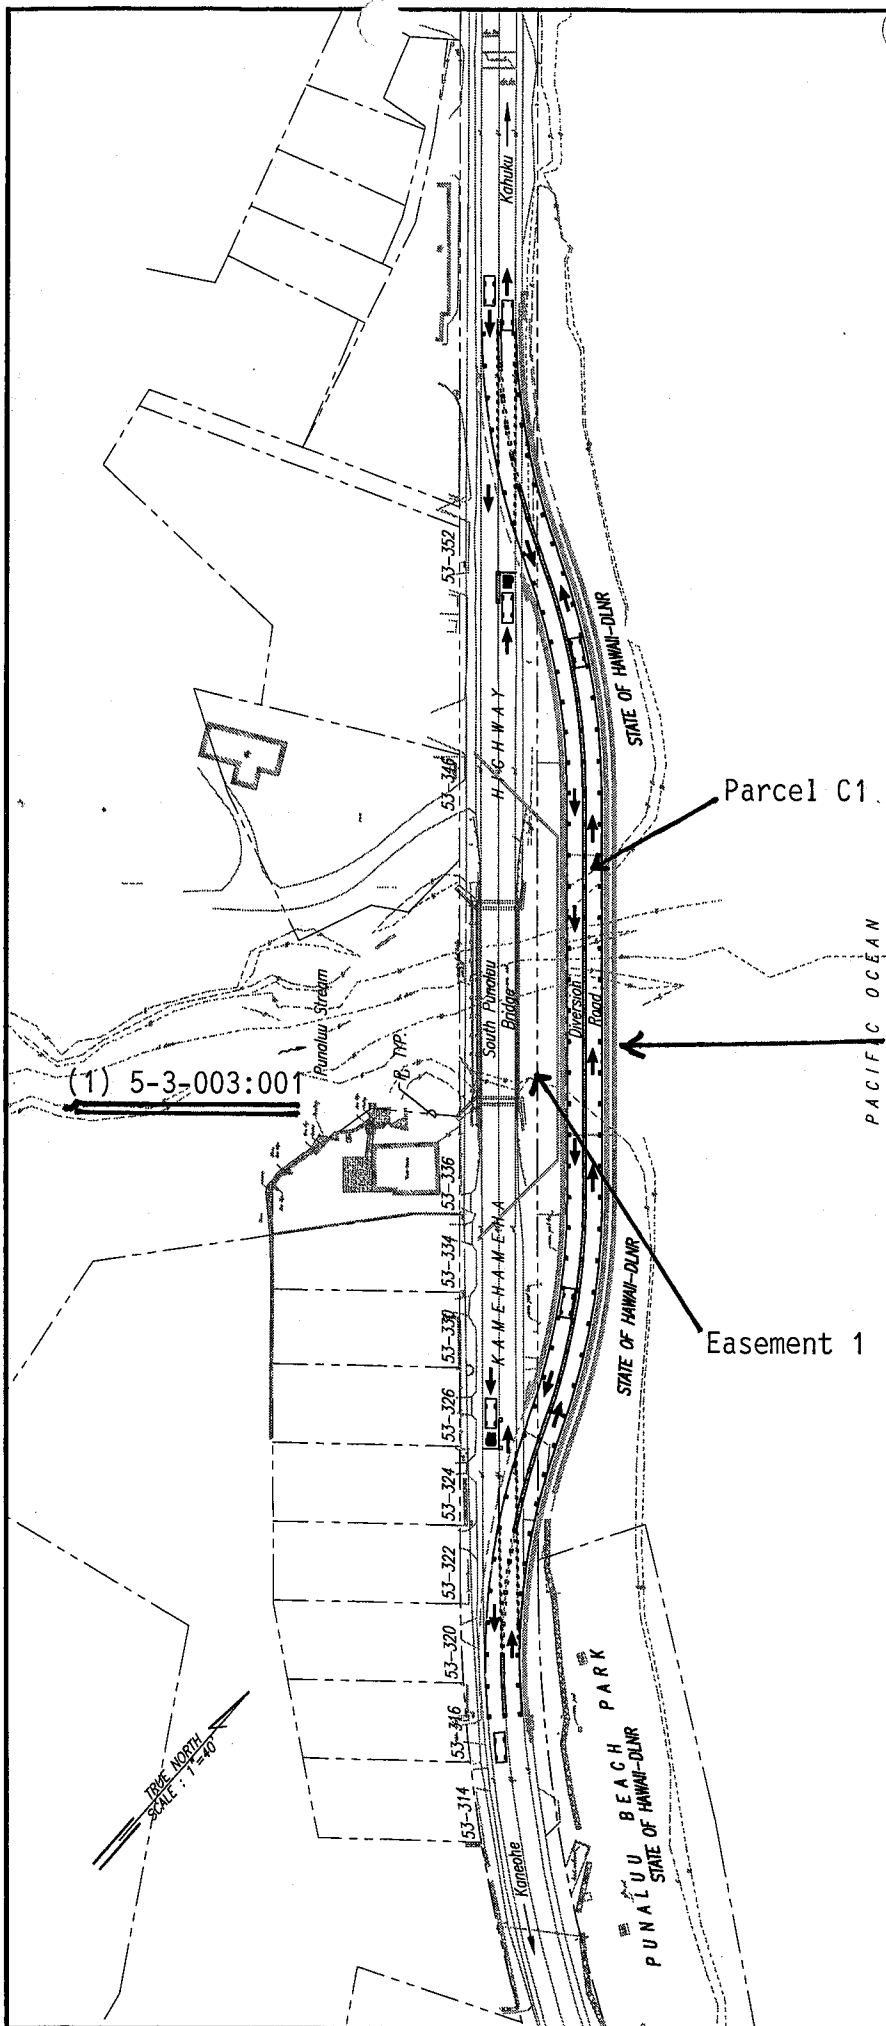 Kahuku
53-352
STATE OF HAWAII-DLNR
HIGHWAY
53-346
Parcel C1
PACIFIC OCEAN
South Punaluu
Bridge
Diversion
Road
Punaluu Stream
TYP.
(1) 5-3-003:001
53-336
53-334
KAMEHAMEHA
53-330
STATE OF HAWAII-DLNR
Easement 1
53-326
53-324
53-322
53-320
53-316
53-314
TRUE NORTH
SCALE : 1"=40'
Kaneohe
PUNALUU BEACH PARK
STATE OF HAWAII-DLNR